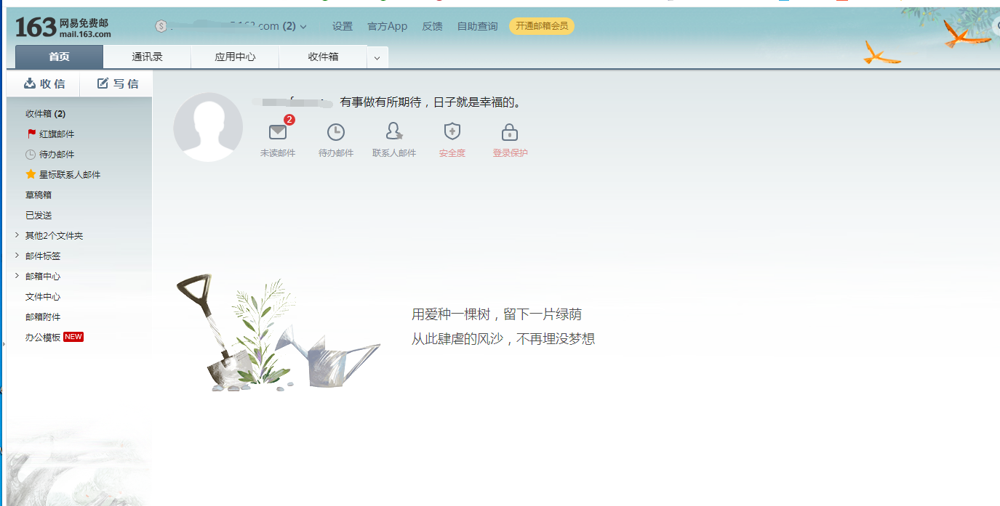 163 网易免费邮
mail.163.com
163.com (2)
设置 官方App 反馈 自助查询 开通邮箱会员
首页 通讯录 应用中心 收件箱
收信 写信
收件箱 (2)
红旗邮件
待办邮件
星标联系人邮件
草稿箱
已发送
其他2个文件夹
邮件标签
邮箱中心
文件中心
邮箱附件
办公模板 NEW
有事做有所期待，日子就是幸福的。
2
未读邮件 待办邮件 联系人邮件 安全度 登录保护
用爱种一棵树，留下一片绿荫
从此肆虐的风沙，不再埋没梦想